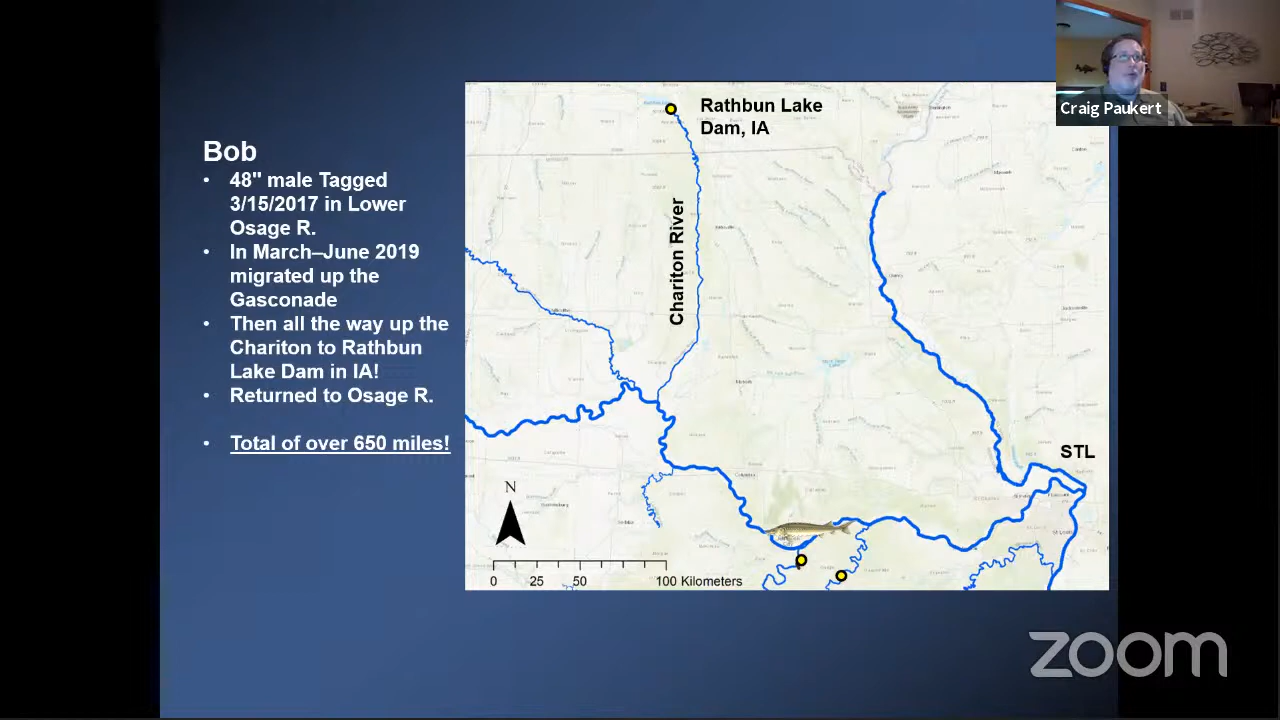 Craig Paukert
Rathbun Lake
Dam, IA
Chariton River
STL
N
0 25 50 100 Kilometers
Bob
• 48" male Tagged
3/15/2017 in Lower
Osage R.
• In March–June 2019
migrated up the
Gasconade
• Then all the way up the
Chariton to Rathbun
Lake Dam in IA!
• Returned to Osage R.
• Total of over 650 miles!
zoom